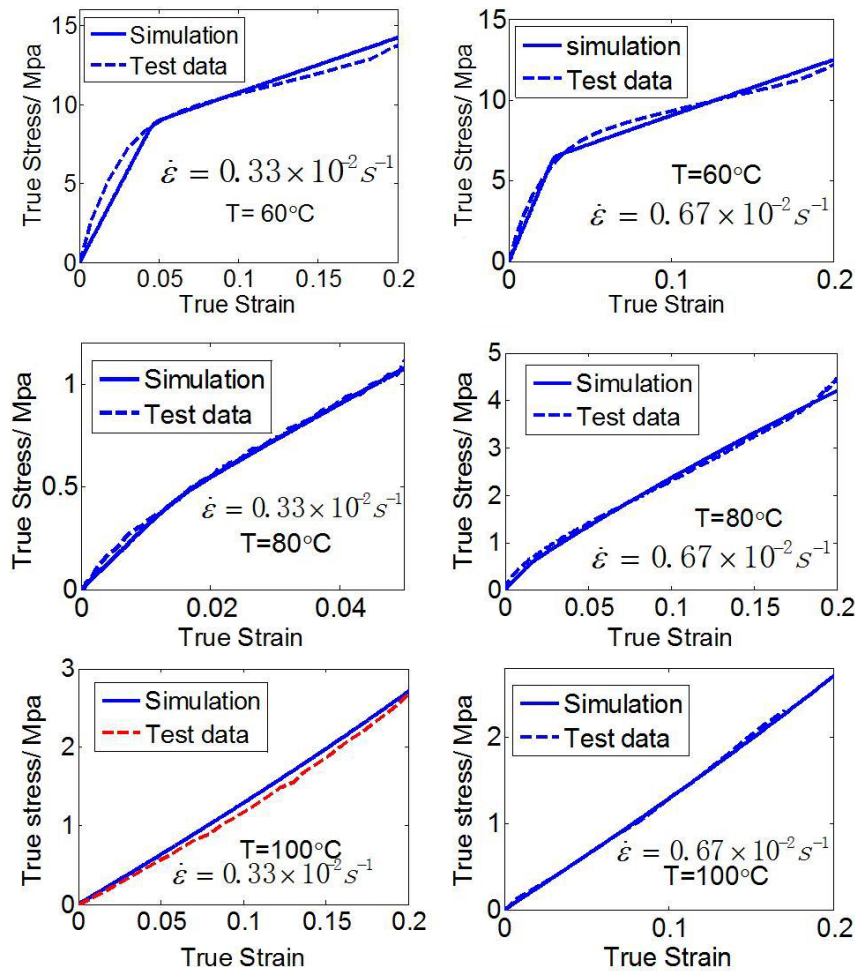 15
10
5
0
True Stress/ Mpa
Simulation
Test data
ε̇ = 0.33×10⁻²s⁻¹
T= 60°C
0 0.05 0.1 0.15 0.2
True Strain
15
10
5
0
True Stress/ Mpa
simulation
Test data
T=60°C
ε̇ = 0.67×10⁻²s⁻¹
0 0.1 0.2
True Strain
1
0.5
0
True Stress/ Mpa
Simulation
Test data
ε̇ = 0.33×10⁻²s⁻¹
T=80°C
0 0.02 0.04
True Strain
5
4
3
2
1
0
True Stress/ Mpa
Simulation
Test data
T=80°C
ε̇ = 0.67×10⁻²s⁻¹
0 0.05 0.1 0.15 0.2
True Strain
3
2
1
0
True stress/ Mpa
Simulation
Test data
T=100°C
ε̇ = 0.33×10⁻²s⁻¹
0 0.05 0.1 0.15 0.2
True Strain
2
1
0
True stress/ Mpa
Simulation
Test data
ε̇ = 0.67×10⁻²s⁻¹
T=100°C
0 0.1 0.2
True Strain